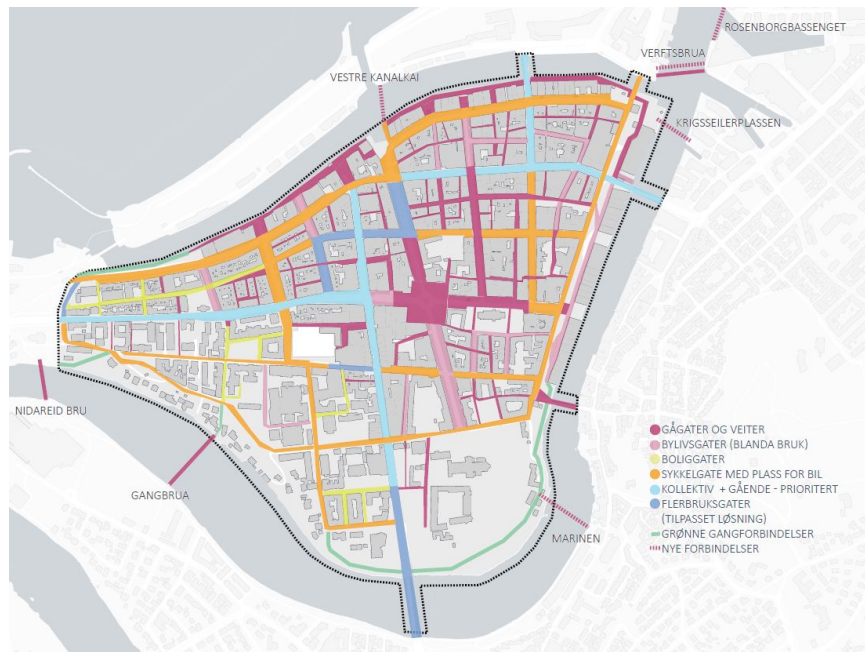 ROSENBORGBASSENGET
VERFTSBRUA
VESTRE KANALKAI
KRIGSSEILERPLASSEN
NIDAREID BRU
GANGBRUA
MARINEN
GÅGATER OG VEITER
BYLIVSGATER (BLANDA BRUK)
BOLIGGATER
SYKKELGATE MED PLASS FOR BIL
KOLLEKTIV + GÅENDE - PRIORITERT
FLERBRUKSGATER
(TILPASSET LØSNING)
GRØNNE GANGFORBINDELSER
NYE FORBINDELSER